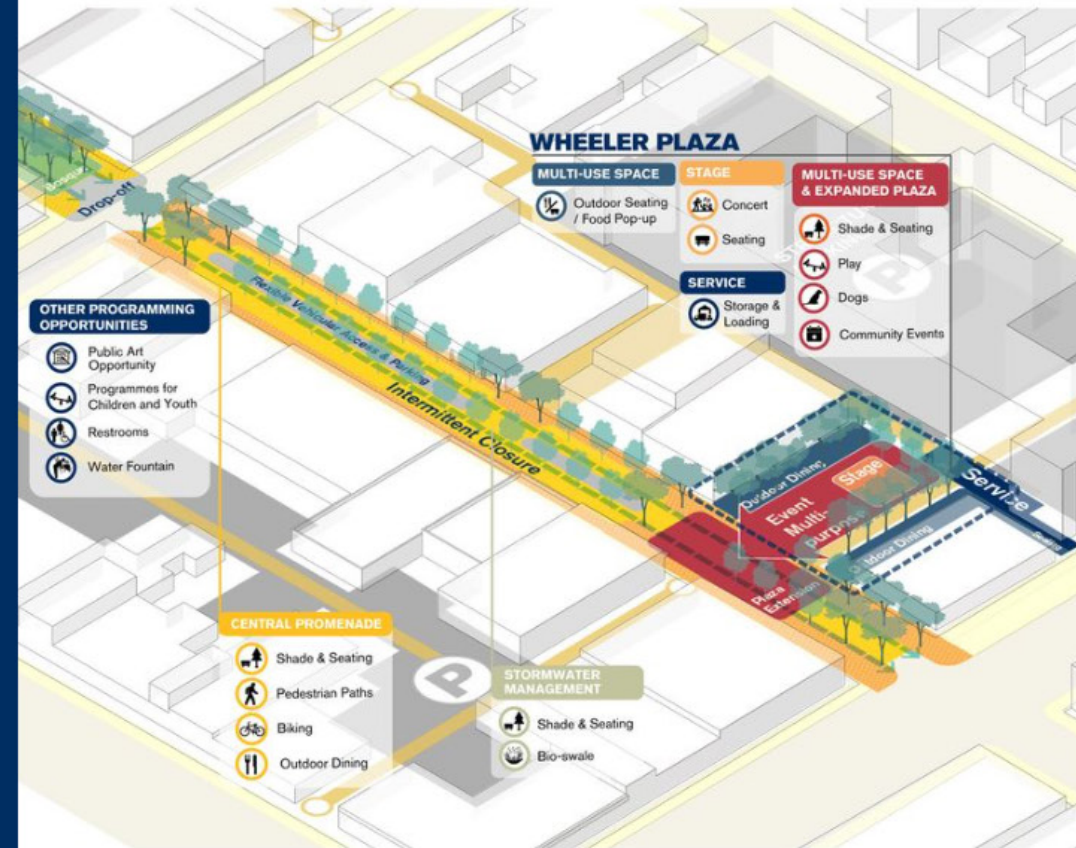 WHEELER PLAZA
MULTI-USE SPACE
Outdoor Seating
/ Food Pop-up
STAGE
Concert
Seating
SERVICE
Storage &
Loading
MULTI-USE SPACE
& EXPANDED PLAZA
Shade & Seating
Play
Dogs
Community Events
P
Bosque
Drop-off
Flexible Vehicular Access & Parking
Intermittent Closure
OTHER PROGRAMMING
OPPORTUNITIES
Public Art
Opportunity
Programmes for
Children and Youth
Restrooms
Water Fountain
Outdoor Dining
Stage
Event
Multi-
purpose
Service
Outdoor Dining
Plaza
Extension
CENTRAL PROMENADE
Shade & Seating
Pedestrian Paths
Biking
Outdoor Dining
P
STORMWATER
MANAGEMENT
Shade & Seating
Bio-swale